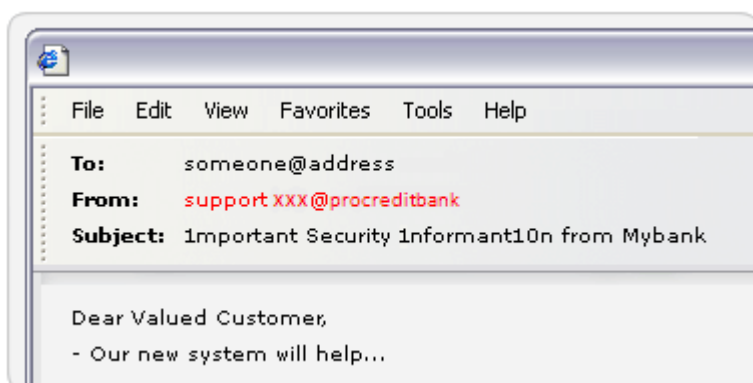 File Edit View Favorites Tools Help
To: someone@address
From: support XXX@procreditbank
Subject: 1mportant Security 1nformant10n from Mybank
Dear Valued Customer,
- Our new system will help...